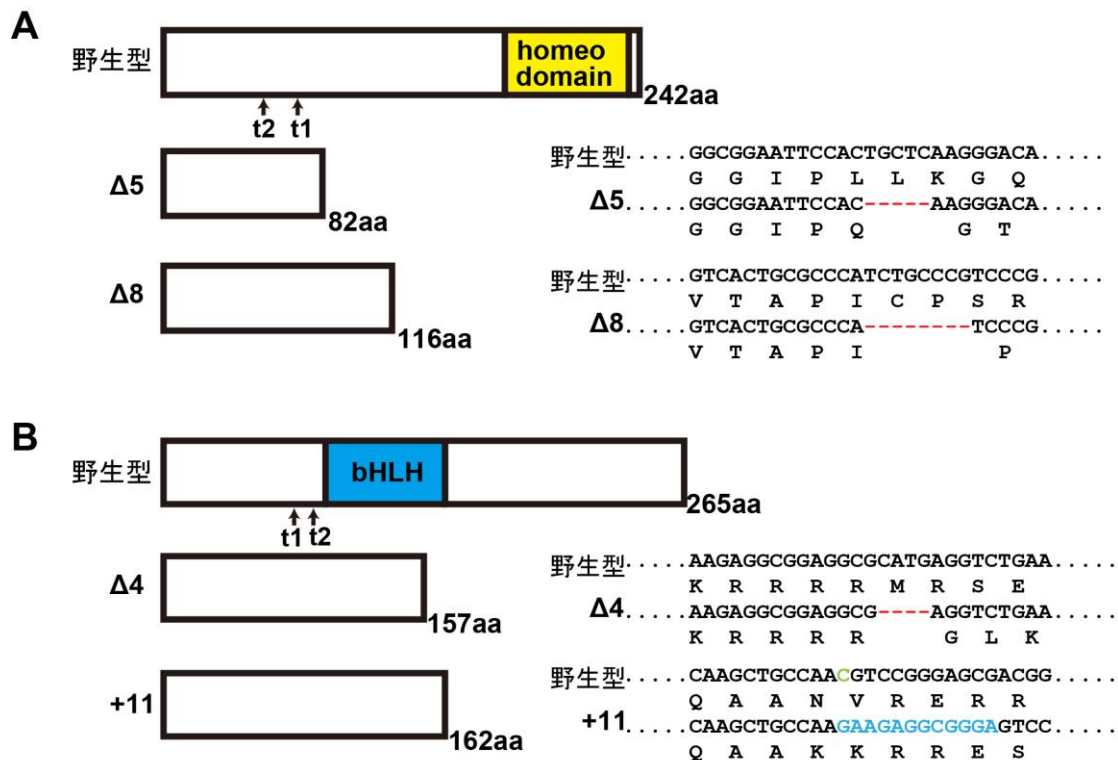 A
野生型
homeo
domain
242aa
t2 t1
野生型.....GGCGGAATTCCACTGCTCAAGGGACA.....
G G I P L L K G Q
Δ5
82aa
Δ5.....GGCGGAATTCCAC-----AAGGGACA.....
G G I P Q G T
野生型.....GTCACTGCGCCCATCTGCCCGTCCCG.....
V T A P I C P S R
Δ8
116aa
Δ8.....GTCACTGCGCCCA--------TCCCG.....
V T A P I P
B
野生型
bHLH
265aa
t1 t2
野生型.....AAGAGGCGGAGGCGCATGAGGTCTGAA.....
K R R R R M R S E
Δ4
157aa
Δ4.....AAGAGGCGGAGGCG----AGGTCTGAA.....
K R R R R G L K
野生型.....CAAGCTGCCAACGTCCGGGAGCGACGG.....
Q A A N V R E R R
+11
162aa
+11.....CAAGCTGCCAAGAAGAGGCGGGAGTCC.....
Q A A K K R R E S